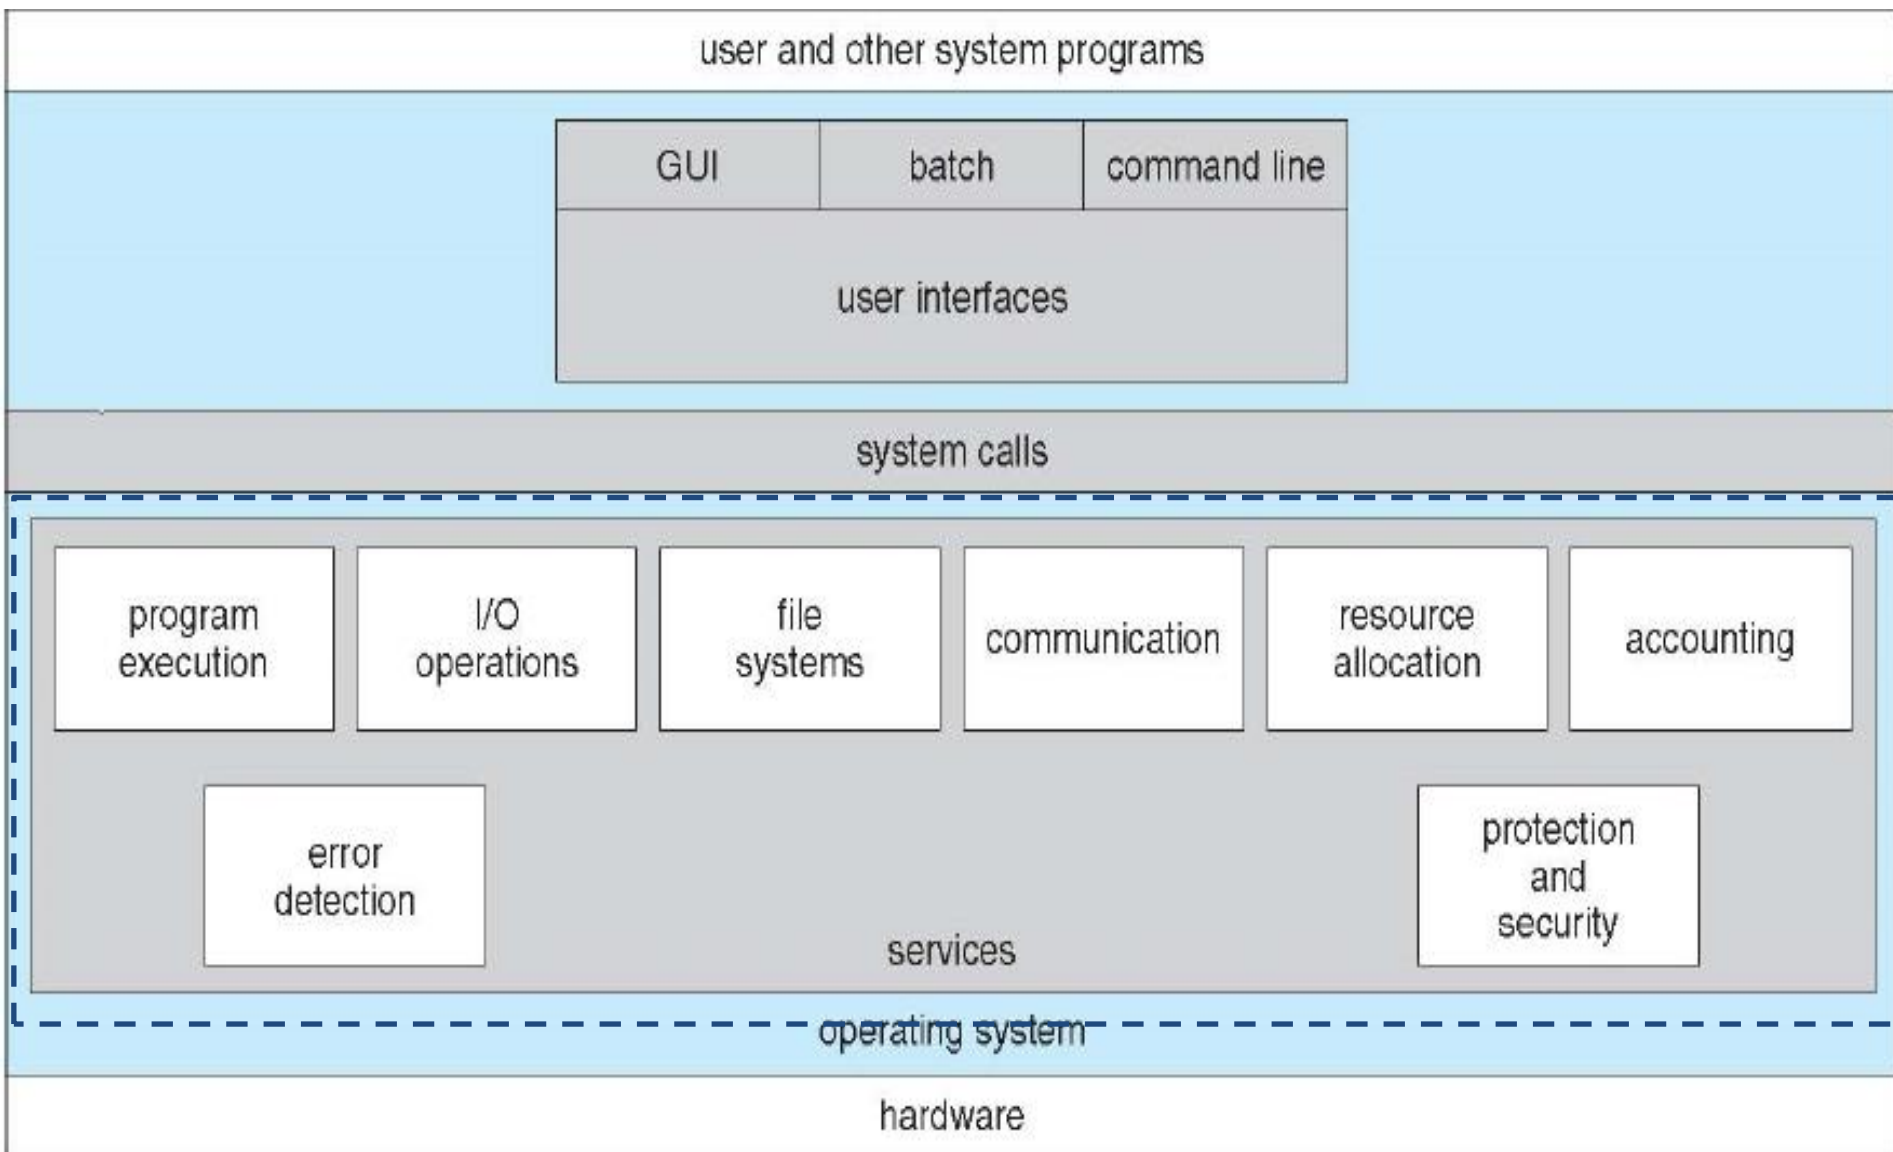 user and other system programs
GUI
batch
command line
user interfaces
system calls
program
execution
I/O
operations
file
systems
communication
resource
allocation
accounting
error
detection
protection
and
security
services
operating system
hardware